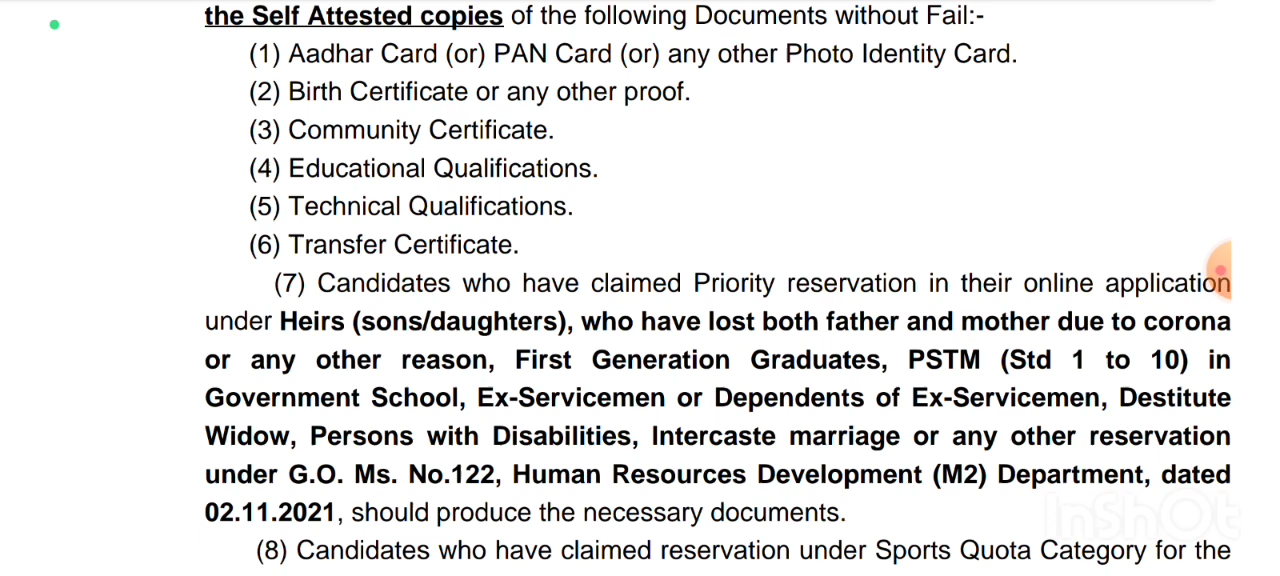 the Self Attested copies of the following Documents without Fail:-
(1) Aadhar Card (or) PAN Card (or) any other Photo Identity Card.
(2) Birth Certificate or any other proof.
(3) Community Certificate.
(4) Educational Qualifications.
(5) Technical Qualifications.
(6) Transfer Certificate.
(7) Candidates who have claimed Priority reservation in their online application
under Heirs (sons/daughters), who have lost both father and mother due to corona
or any other reason, First Generation Graduates, PSTM (Std 1 to 10) in
Government School, Ex-Servicemen or Dependents of Ex-Servicemen, Destitute
Widow, Persons with Disabilities, Intercaste marriage or any other reservation
under G.O. Ms. No.122, Human Resources Development (M2) Department, dated
02.11.2021, should produce the necessary documents.
InShOt
(8) Candidates who have claimed reservation under Sports Quota Category for the